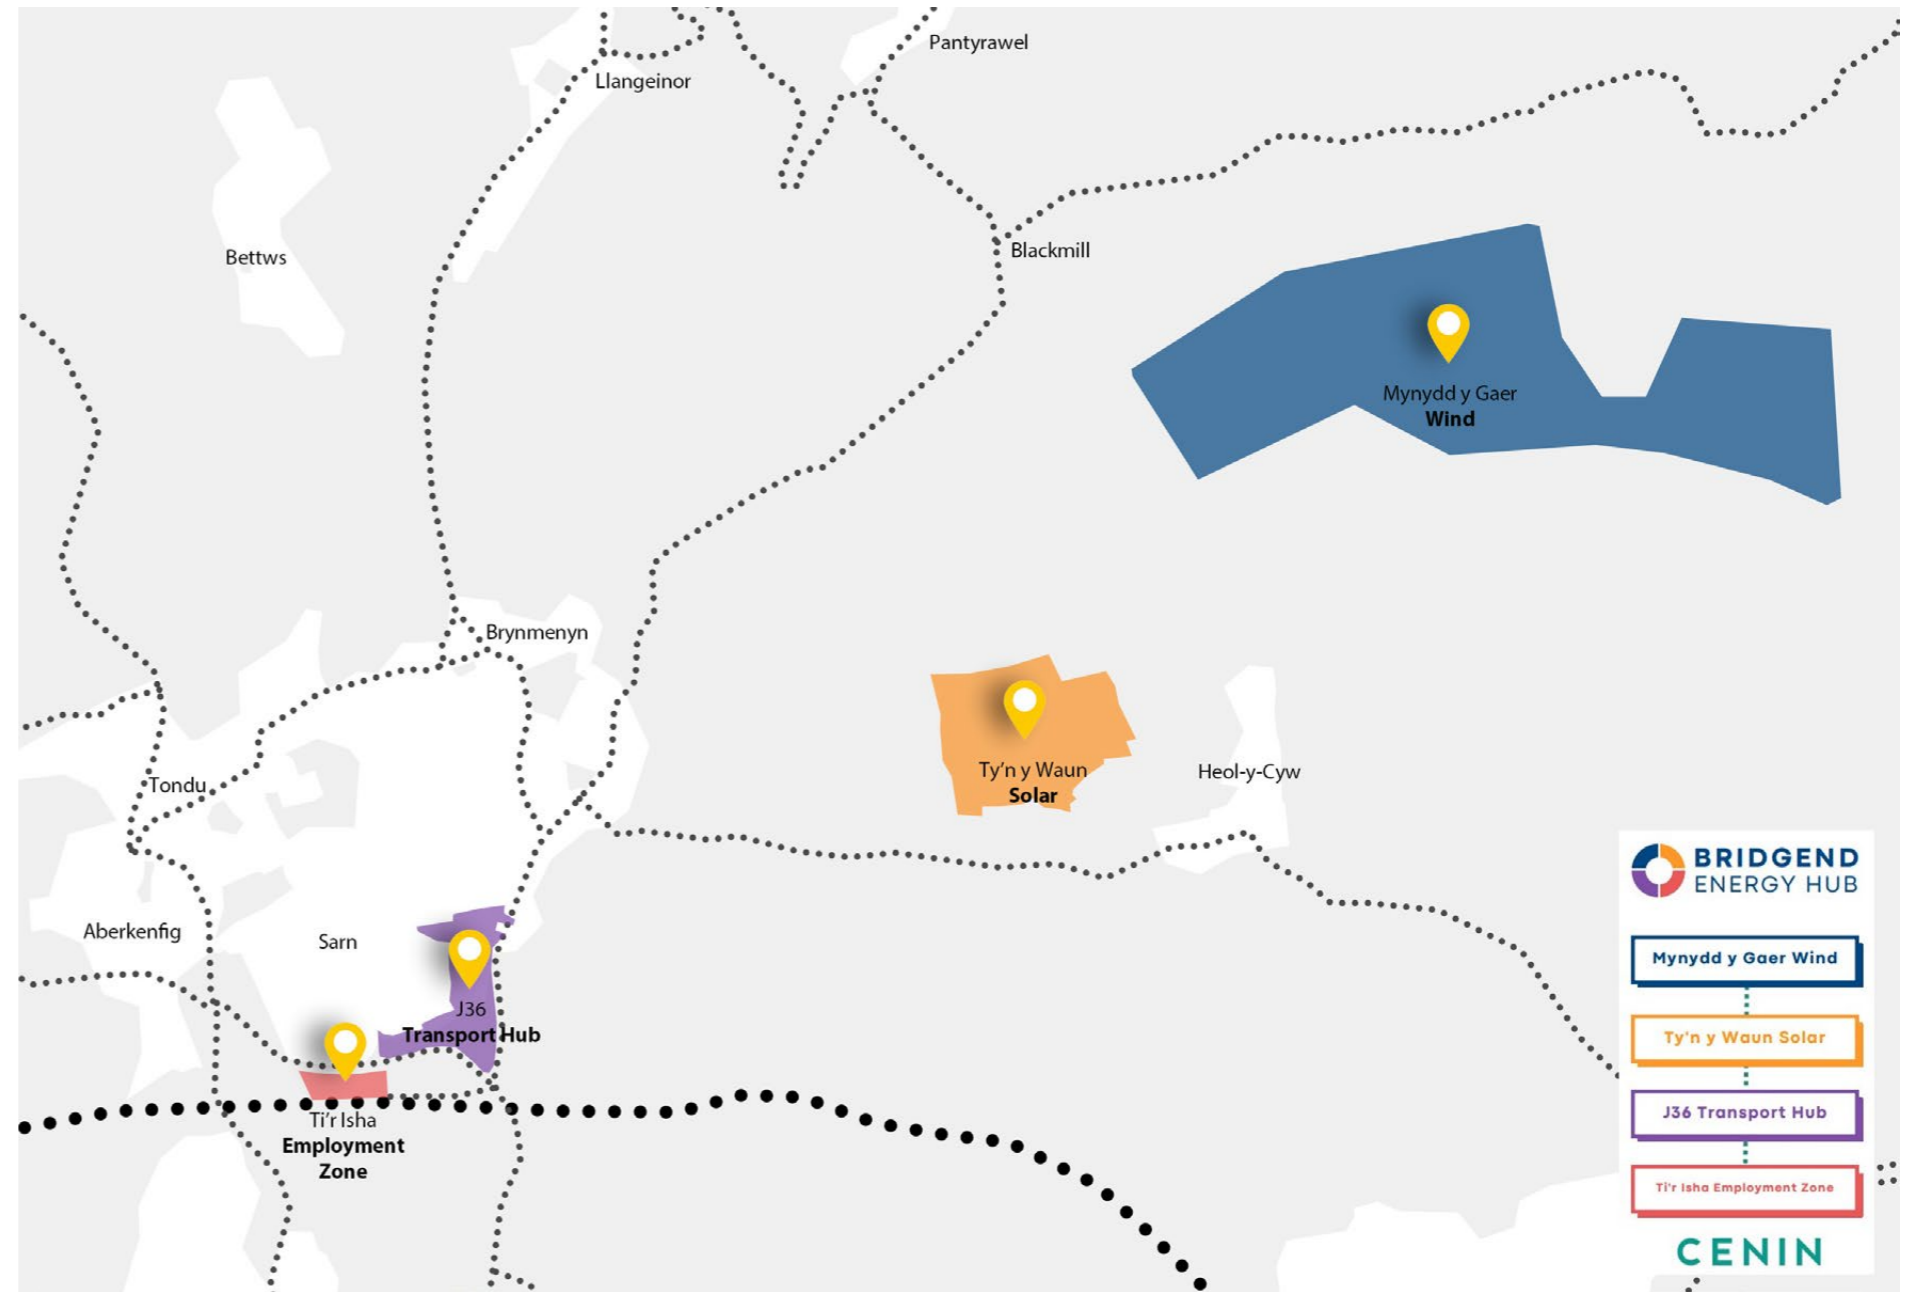 Pantyrawel
Llangeinor
Bettws
Blackmill
Mynydd y Gaer
Wind
Brynmenyn
Tondu
Ty'n y Waun
Solar
Heol-y-Cyw
Aberkenfig
Sarn
J36
Transport Hub
Ti'r Isha
Employment
Zone
BRIDGEND
ENERGY HUB
Mynydd y Gaer Wind
Ty'n y Waun Solar
J36 Transport Hub
Ti'r Isha Employment Zone
CENIN